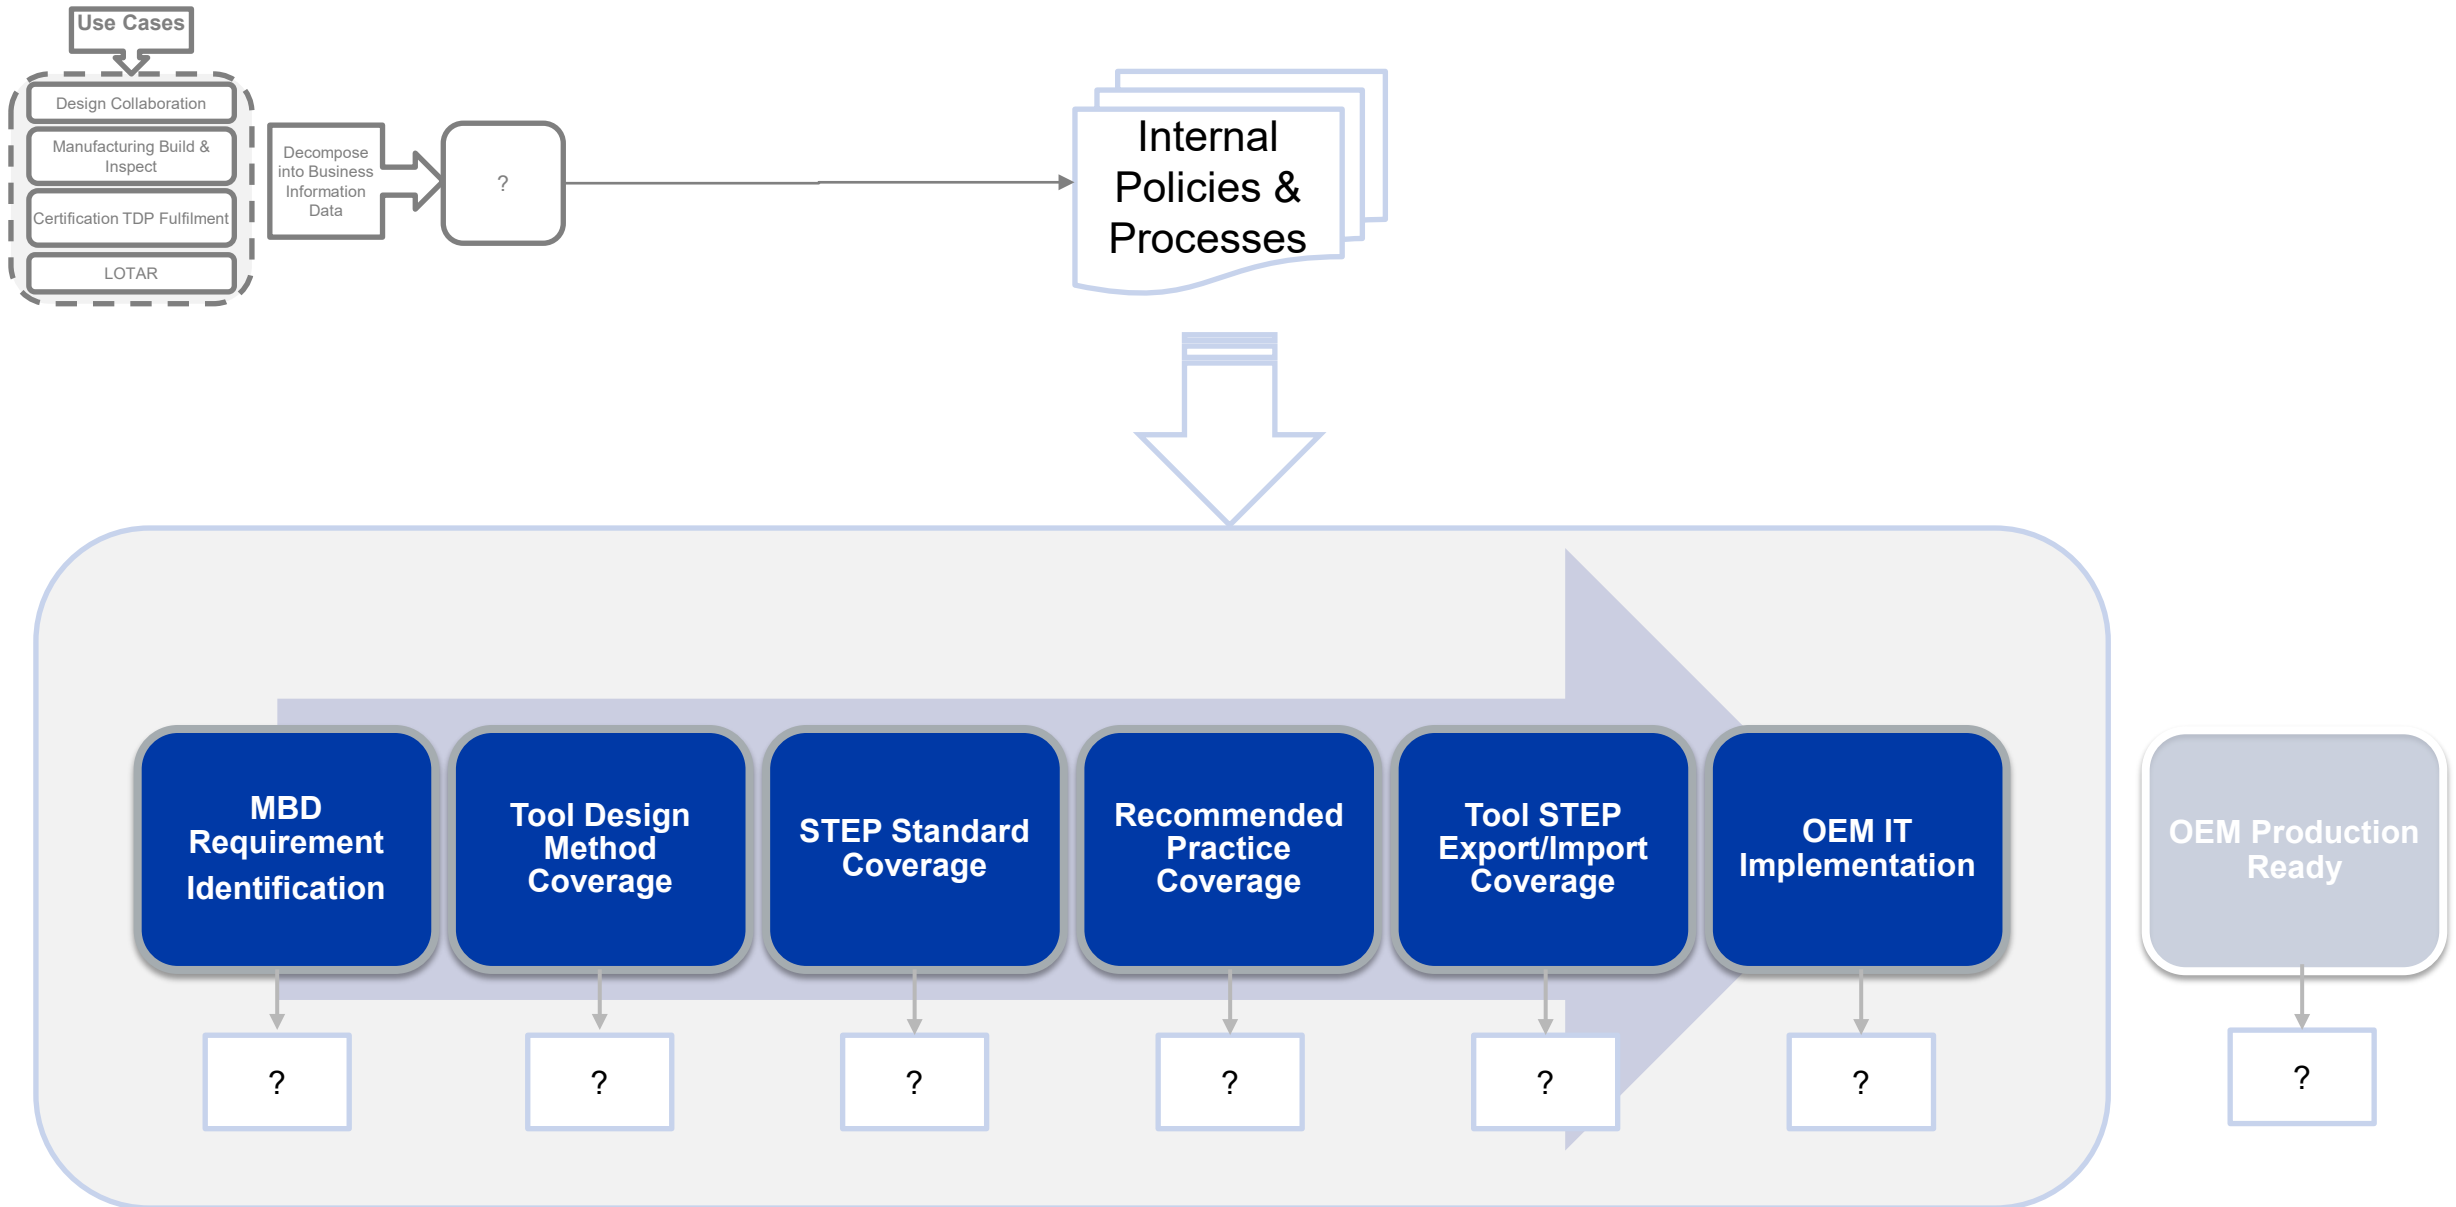 Use Cases
Design Collaboration
Manufacturing Build &
Inspect
Certification TDP Fulfilment
LOTAR
Decompose
into Business
Information
Data
?
Internal
Policies &
Processes
MBD
Requirement
Identification
Tool Design
Method
Coverage
STEP Standard
Coverage
Recommended
Practice
Coverage
Tool STEP
Export/Import
Coverage
OEM IT
Implementation
OEM Production
Ready
?
?
?
?
?
?
?